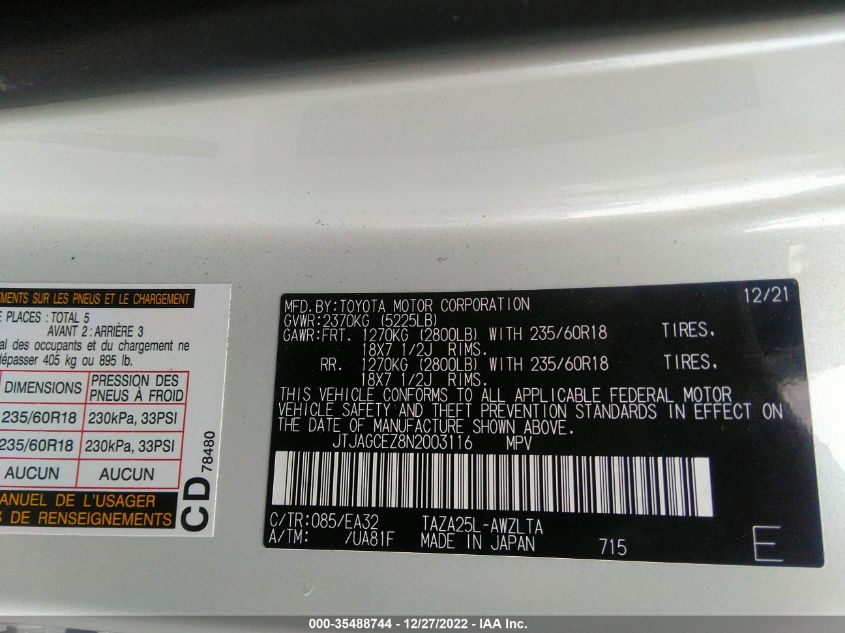 EMENTS SUR LES PNEUS ET LE CHARGEMENT
PLACES : TOTAL 5
AVANT 2: ARRIÈRE 3
al des occupants et du chargement ne
dépasser 405 kg ou 895 lb.
DIMENSIONS PRESSION DES PNEUS À FROID
235/60R18 230kPa, 33PSI
235/60R18 230kPa, 33PSI
AUCUN AUCUN
ANUEL DE L'USAGER
DE RENSEIGNEMENTS
CD 78480
MFD.BY:TOYOTA MOTOR CORPORATION 12/21
GVWR:2370KG (5225LB)
GAWR:FRT. 1270KG (2800LB) WITH 235/60R18 TIRES.
18X7 1/2J RIMS.
RR. 1270KG (2800LB) WITH 235/60R18 TIRES.
18X7 1/2J RIMS.
THIS VEHICLE CONFORMS TO ALL APPLICABLE FEDERAL MOTOR
VEHICLE SAFETY AND THEFT PREVENTION STANDARDS IN EFFECT ON
THE DATE OF MANUFACTURE SHOWN ABOVE.
JTJAGCEZ8N2003116 MPV
C/TR:085/EA32 TAZA25L-AWZLTA
A/TM: /UA81F MADE IN JAPAN 715 E
000-35488744 - 12/27/2022 - IAA Inc.